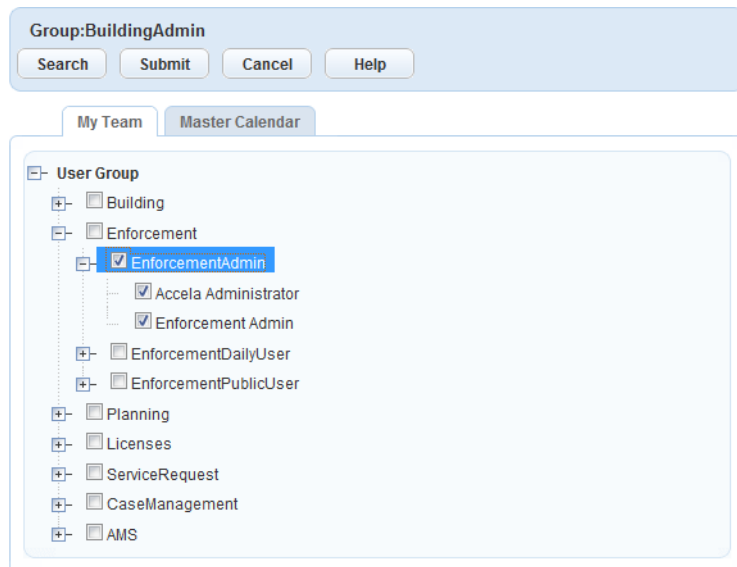 Group:BuildingAdmin
Search Submit Cancel Help
My Team Master Calendar
User Group
Building
Enforcement
EnforcementAdmin
Accela Administrator
Enforcement Admin
EnforcementDailyUser
EnforcementPublicUser
Planning
Licenses
ServiceRequest
CaseManagement
AMS